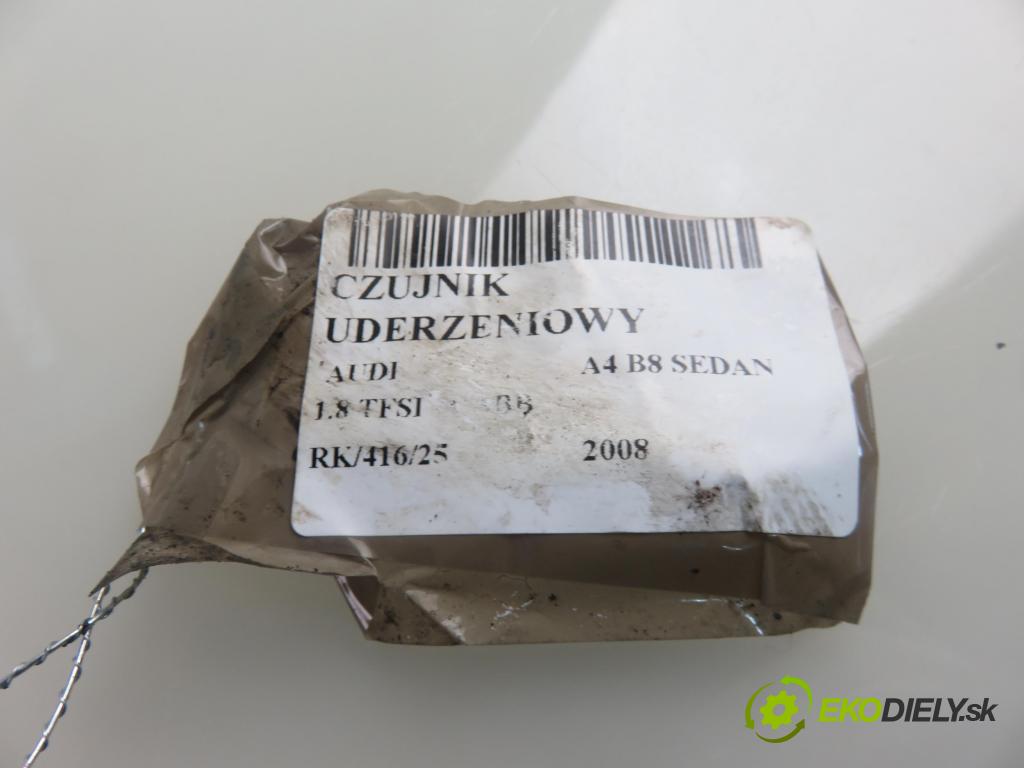 CZUJNIK
UDERZENIOWY
AUDI A4 B8 SEDAN
1.8 TFSI
RK/416/25 2008
EKODIELY.sk